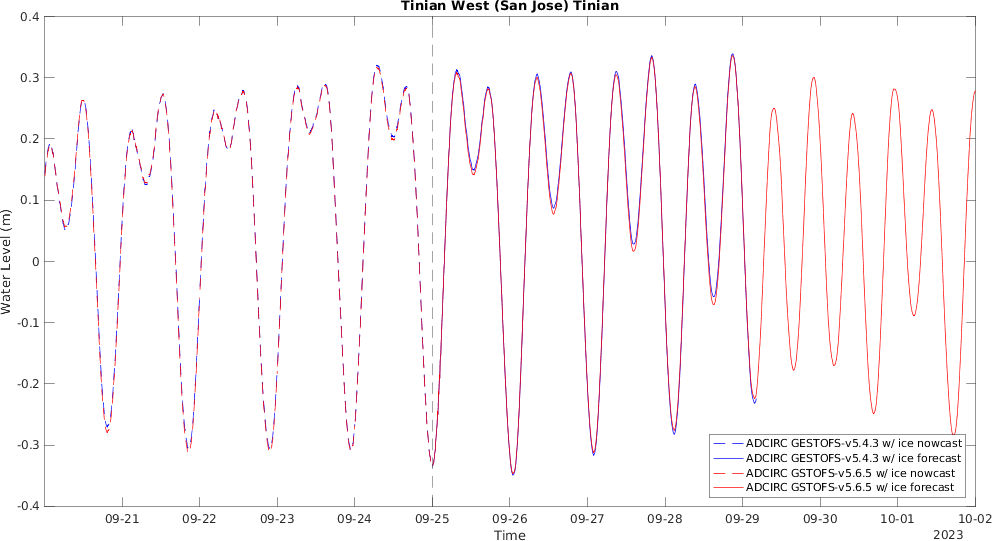 Tinian West (San Jose) Tinian
0.4
0.3
0.2
0.1
0
-0.1
-0.2
-0.3
-0.4
Water Level (m)
09-21 09-22 09-23 09-24 09-25 09-26 09-27 09-28 09-29 09-30 10-01 10-02
Time
2023
ADCIRC GESTOFS-v5.4.3 w/ ice nowcast
ADCIRC GESTOFS-v5.4.3 w/ ice forecast
ADCIRC GSTOFS-v5.6.5 w/ ice nowcast
ADCIRC GSTOFS-v5.6.5 w/ ice forecast